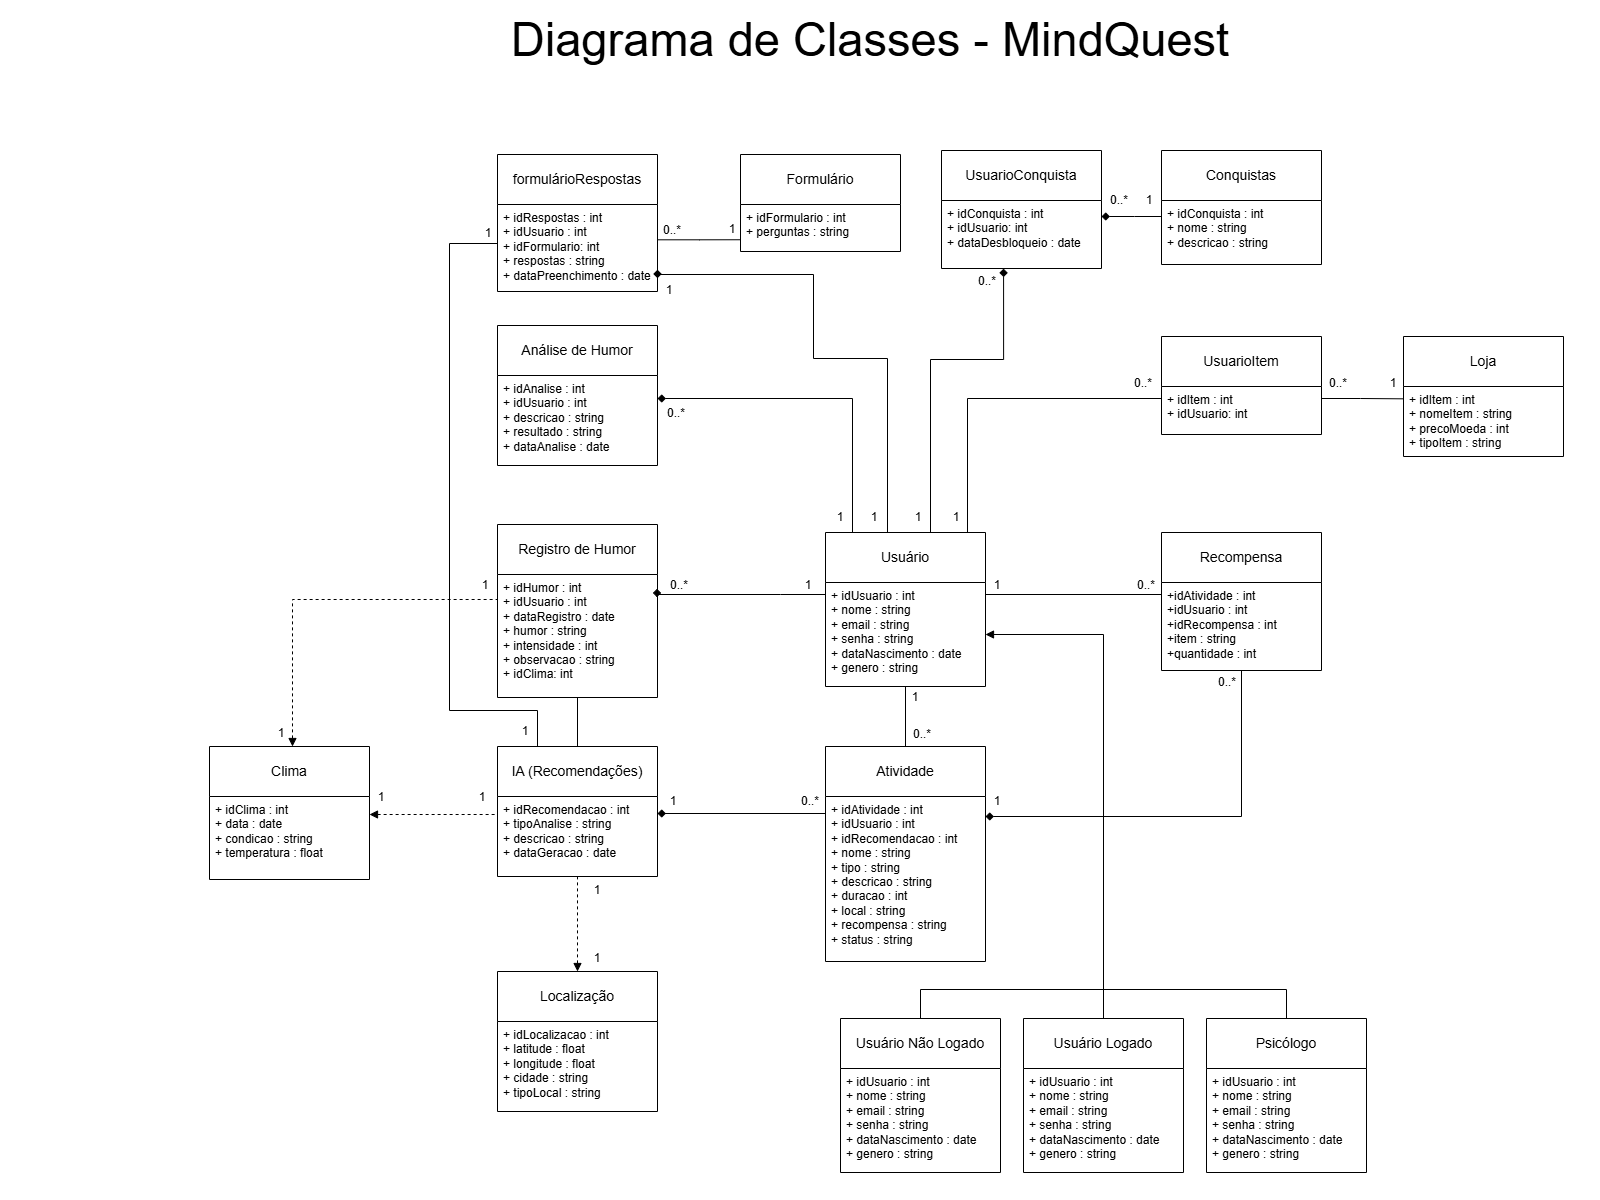 Diagrama de Classes - MindQuest
formulárioRespostas
+ idRespostas : int
+ idUsuario : int
+ idFormulario: int
+ respostas : string
+ dataPreenchimento : date
1
0..*
1
1
Formulário
+ idFormulario : int
+ perguntas : string
UsuarioConquista
+ idConquista : int
+ idUsuario: int
+ dataDesbloqueio : date
0..*
1
0..*
Conquistas
+ idConquista : int
+ nome : string
+ descricao : string
Análise de Humor
+ idAnalise : int
+ idUsuario : int
+ descricao : string
+ resultado : string
+ dataAnalise : date
0..*
0..*
UsuarioItem
+ idItem : int
+ idUsuario: int
0..*
1
Loja
+ idItem : int
+ nomeItem : string
+ precoMoeda : int
+ tipoItem : string
1
1
1
1
Registro de Humor
+ idHumor : int
+ idUsuario : int
+ dataRegistro : date
+ humor : string
+ intensidade : int
+ observacao : string
+ idClima: int
1
0..*
1
Usuário
+ idUsuario : int
+ nome : string
+ email : string
+ senha : string
+ dataNascimento : date
+ genero : string
1
0..*
Recompensa
+idAtividade : int
+idUsuario : int
+idRecompensa : int
+item : string
+quantidade : int
0..*
1
0..*
1
1
Clima
+ idClima : int
+ data : date
+ condicao : string
+ temperatura : float
1
1
IA (Recomendações)
+ idRecomendacao : int
+ tipoAnalise : string
+ descricao : string
+ dataGeracao : date
1
0..*
Atividade
+ idAtividade : int
+ idUsuario : int
+ idRecomendacao : int
+ nome : string
+ tipo : string
+ descricao : string
+ duracao : int
+ local : string
+ recompensa : string
+ status : string
1
1
1
Localização
+ idLocalizacao : int
+ latitude : float
+ longitude : float
+ cidade : string
+ tipoLocal : string
Usuário Não Logado
+ idUsuario : int
+ nome : string
+ email : string
+ senha : string
+ dataNascimento : date
+ genero : string
Usuário Logado
+ idUsuario : int
+ nome : string
+ email : string
+ senha : string
+ dataNascimento : date
+ genero : string
Psicólogo
+ idUsuario : int
+ nome : string
+ email : string
+ senha : string
+ dataNascimento : date
+ genero : string